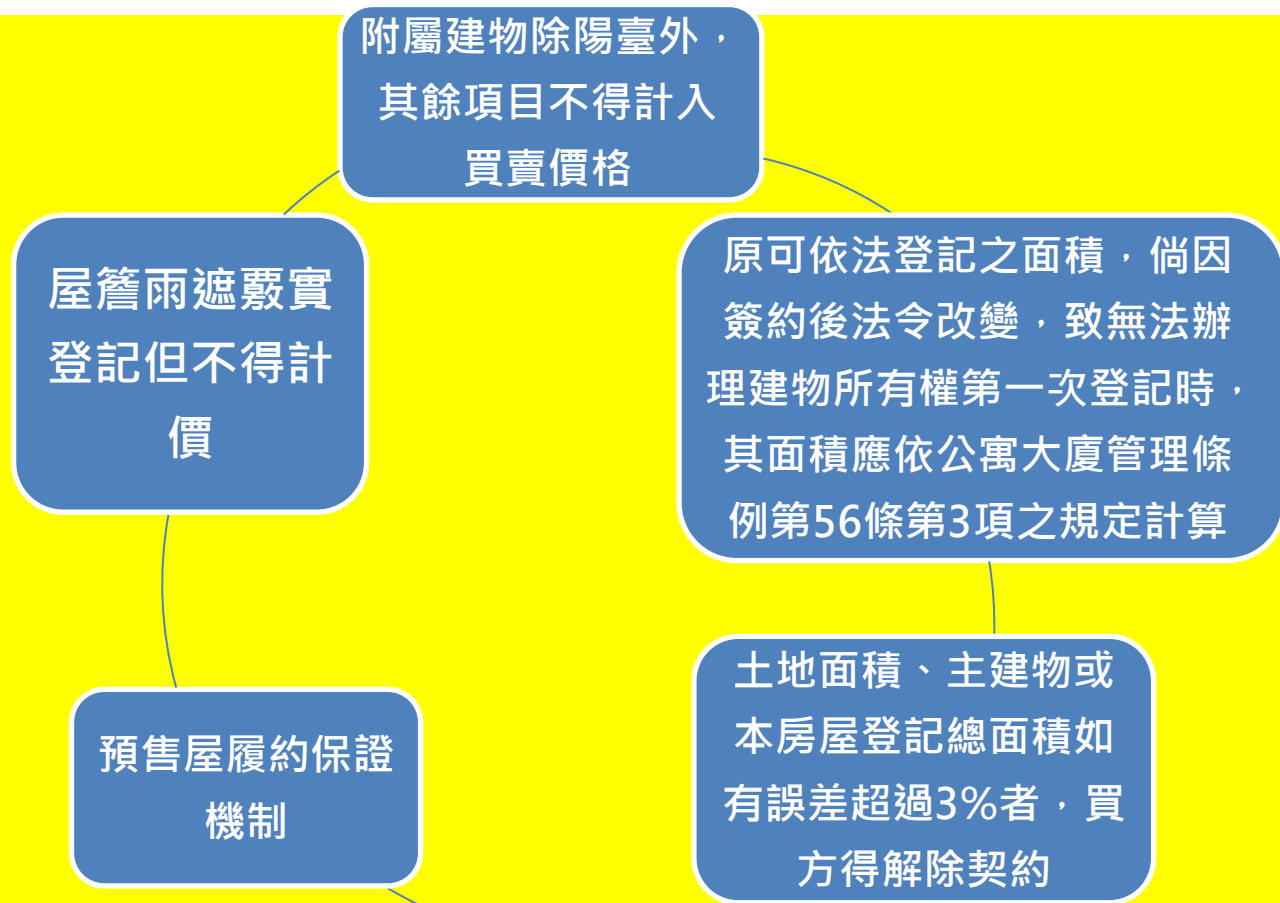 附屬建物除陽臺外，
其餘項目不得計入
買賣價格
原可依法登記之面積，倘因
簽約後法令改變，致無法辦
理建物所有權第一次登記時，
其面積應依公寓大廈管理條
例第56條第3項之規定計算
土地面積、主建物或
本房屋登記總面積如
有誤差超過3%者，買
方得解除契約
預售屋履約保證
機制
屋簷雨遮覈實
登記但不得計
價